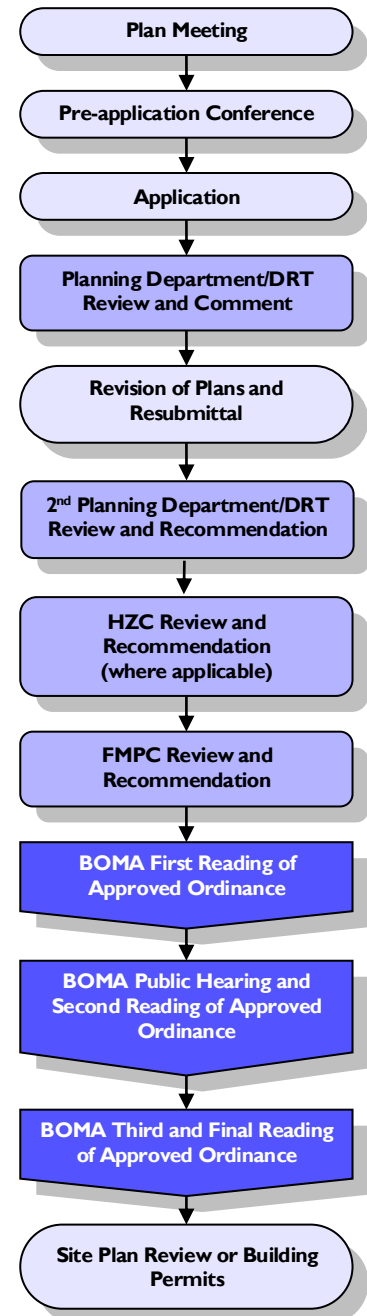 Plan Meeting
Pre-application Conference
Application
Planning Department/DRT
Review and Comment
Revision of Plans and
Resubmittal
2nd Planning Department/DRT
Review and Recommendation
HZC Review and
Recommendation
(where applicable)
FMPC Review and
Recommendation
BOMA First Reading of
Approved Ordinance
BOMA Public Hearing and
Second Reading of Approved
Ordinance
BOMA Third and Final Reading
of Approved Ordinance
Site Plan Review or Building
Permits